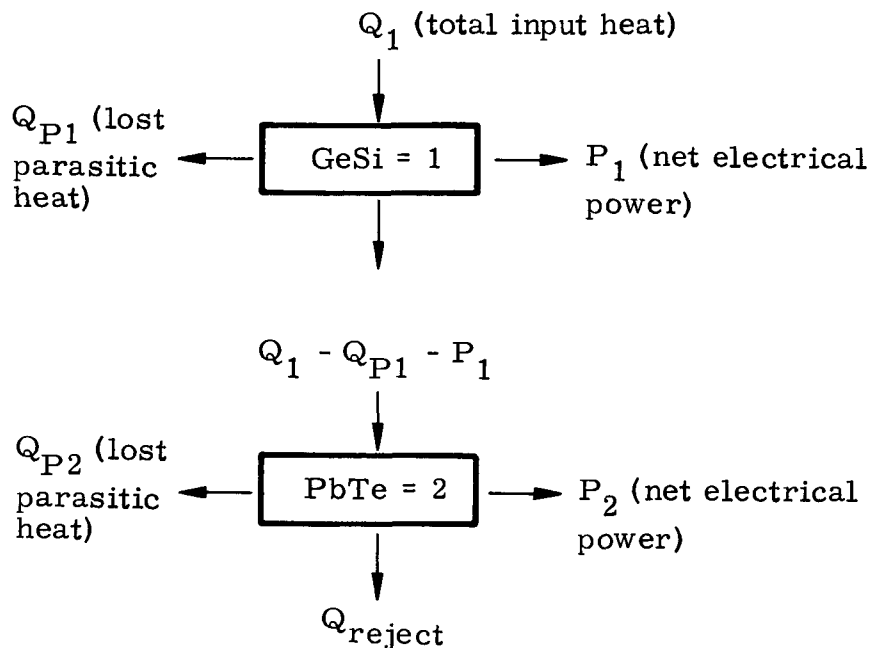 Q1 (total input heat)
QP1 (lost
parasitic
heat)
GeSi = 1
P1 (net electrical
power)
Q1 - QP1 - P1
QP2 (lost
parasitic
heat)
PbTe = 2
P2 (net electrical
power)
Qreject